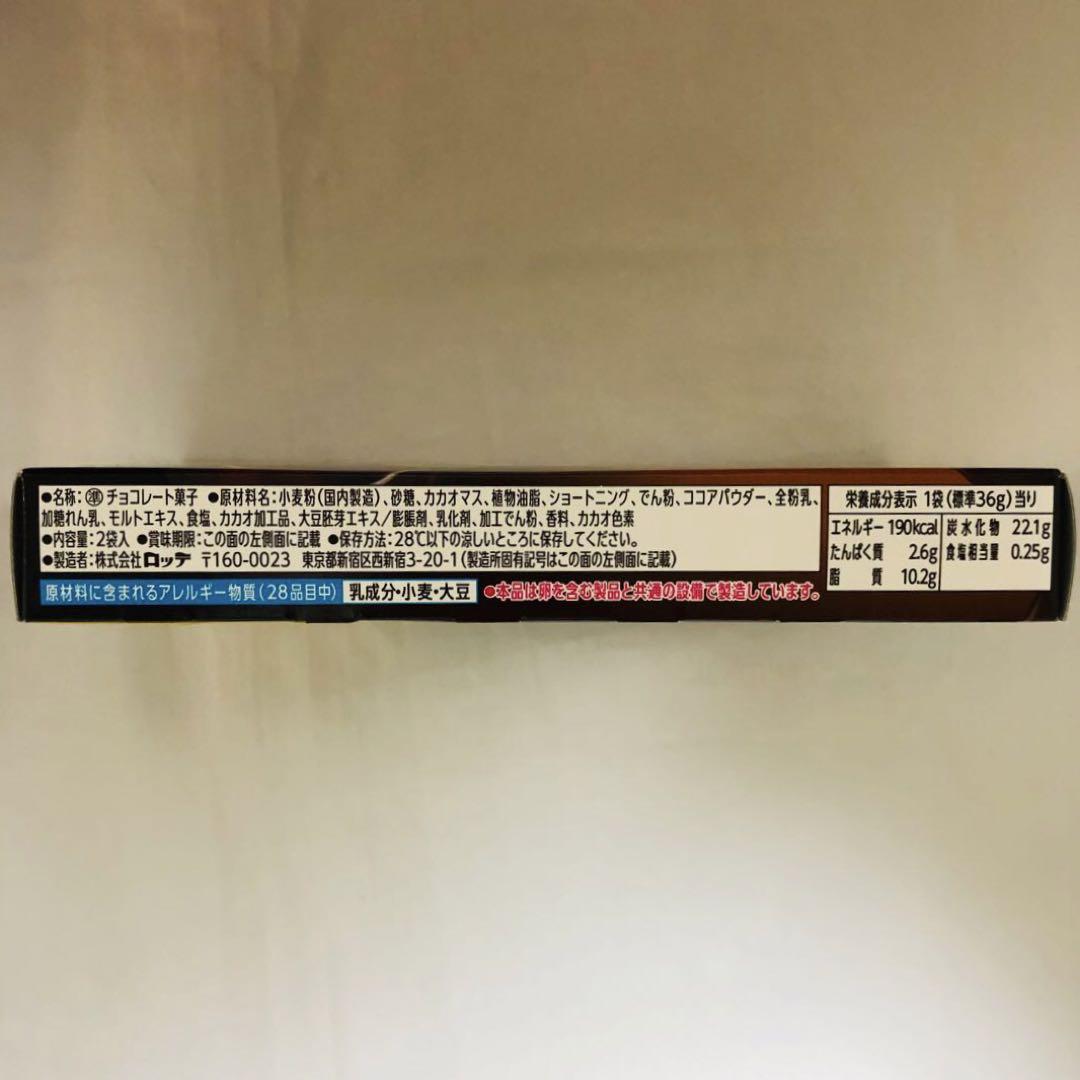 ●名称:㊜チョコレート菓子 ●原材料名:小麦粉(国内製造)、砂糖、カカオマス、植物油脂、ショートニング、でん粉、ココアパウダー、全粉乳、
加糖れん乳、モルトエキス、食塩、カカオ加工品、大豆胚芽エキス/膨脹剤、乳化剤、加工でん粉、香料、カカオ色素
●内容量:2袋入 ●賞味期限:この面の左側面に記載 ●保存方法:28℃以下の涼しいところに保存してください。
●製造者:株式会社ロッテ 〒160-0023 東京都新宿区西新宿3-20-1(製造所固有記号はこの面の左側面に記載)
原材料に含まれるアレルギー物質(28品目中) 乳成分・小麦・大豆 ●本品は卵を含む製品と共通の設備で製造しています。
栄養成分表示 1袋(標準36g)当り
エネルギー 190kcal 炭水化物 22.1g
たんぱく質 2.6g 食塩相当量 0.25g
脂質 10.2g